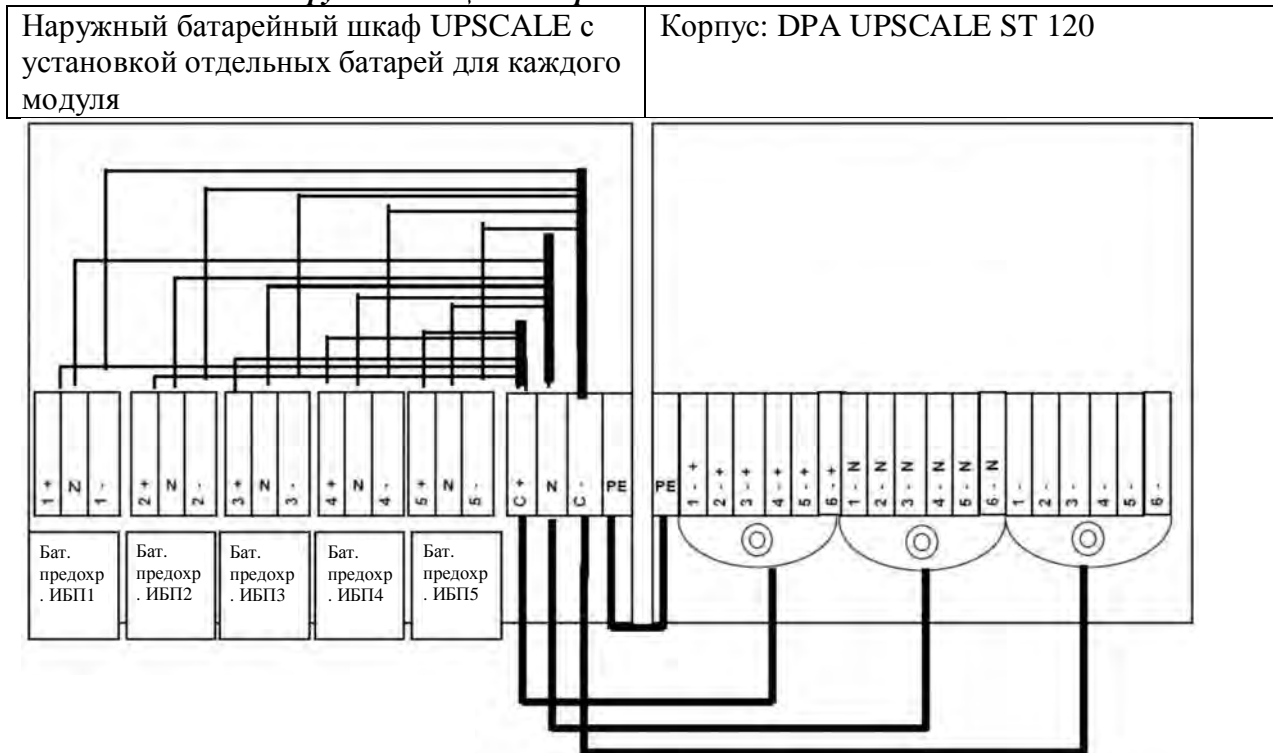 Наружный батарейный шкаф UPSCALE с
установкой отдельных батарей для каждого
модуля
Корпус: DPA UPSCALE ST 120
1 + N 1 - 2 + N 2 - 3 + N 3 - 4 + N 4 - 5 + N 5 - C + N C - PE
PE 1 - + 2 - + 3 - + 4 - + 5 - + 6 - + 1 - N 2 - N 3 - N 4 - N 5 - N 6 - N 1 - 2 - 3 - 4 - 5 - 6 -
Бат.
предохр
. ИБП1
Бат.
предохр
. ИБП2
Бат.
предохр
. ИБП3
Бат.
предохр
. ИБП4
Бат.
предохр
. ИБП5